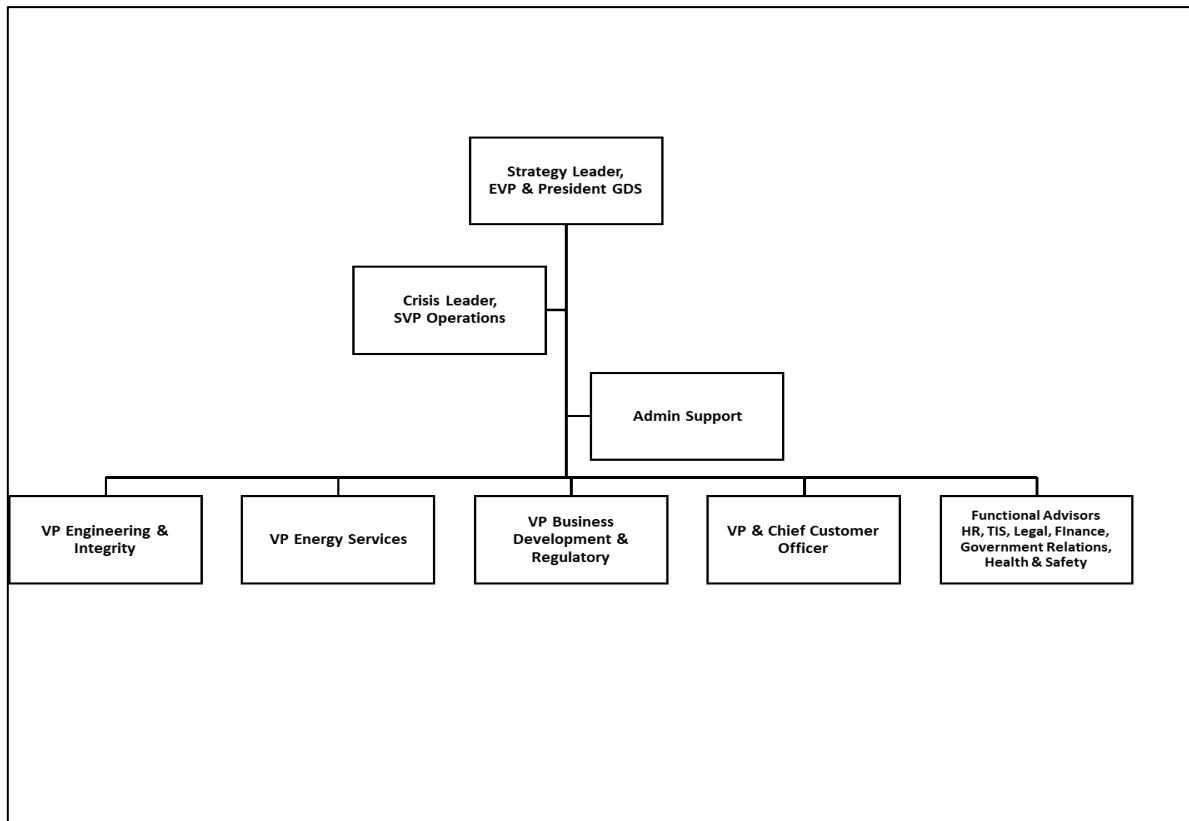 Strategy Leader,
EVP & President GDS
Crisis Leader,
SVP Operations
Admin Support
VP Engineering &
Integrity
VP Energy Services
VP Business
Development &
Regulatory
VP & Chief Customer
Officer
Functional Advisors
HR, TIS, Legal, FInance,
Government Relations,
Health & Safety